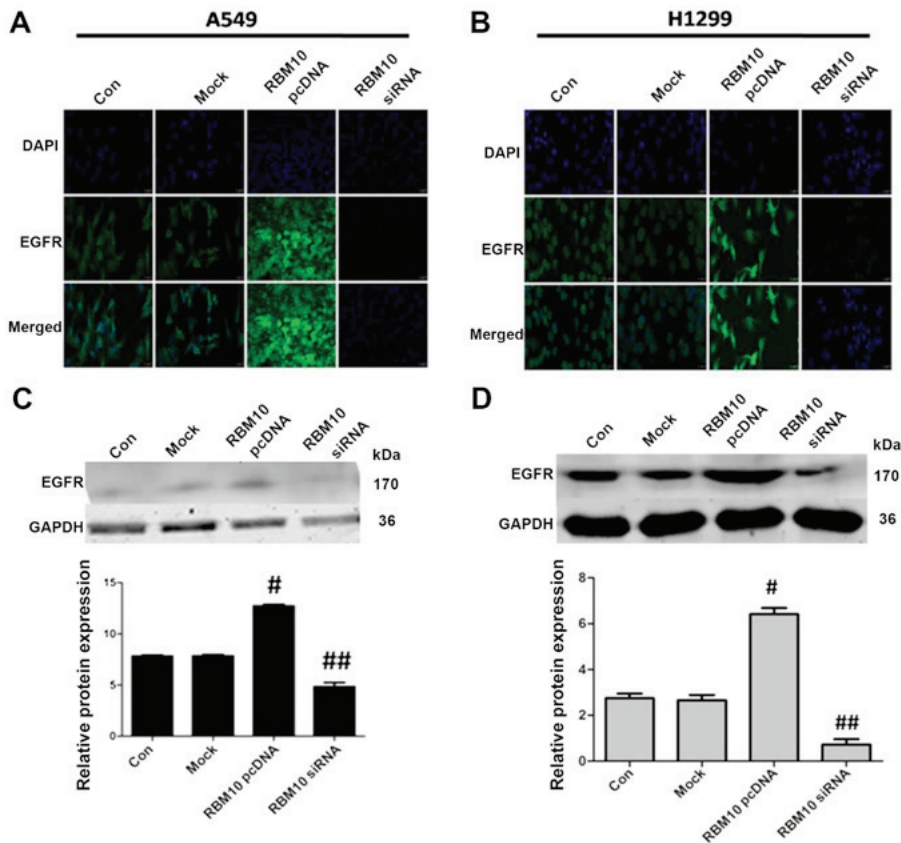 A
A549
Con
Mock
RBM10
pcDNA
RBM10
siRNA
DAPI
EGFR
Merged
B
H1299
Con
Mock
RBM10
pcDNA
RBM10
siRNA
DAPI
EGFR
Merged
C
Con
Mock
RBM10
pcDNA
RBM10
siRNA
kDa
EGFR
170
GAPDH
36
Relative protein expression
15
10
5
0
#
##
Con
Mock
RBM10 pcDNA
RBM10 siRNA
D
Con
Mock
RBM10
pcDNA
RBM10
siRNA
kDa
EGFR
170
GAPDH
36
Relative protein expression
8
6
4
2
0
#
##
Con
Mock
RBM10 pcDNA
RBM10 siRNA